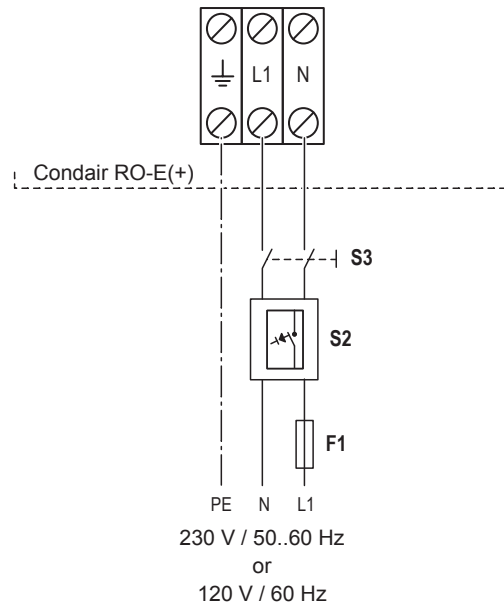 L1 N
Condair RO-E(+)
S3
S2
F1
PE N L1
230 V / 50..60 Hz
or
120 V / 60 Hz